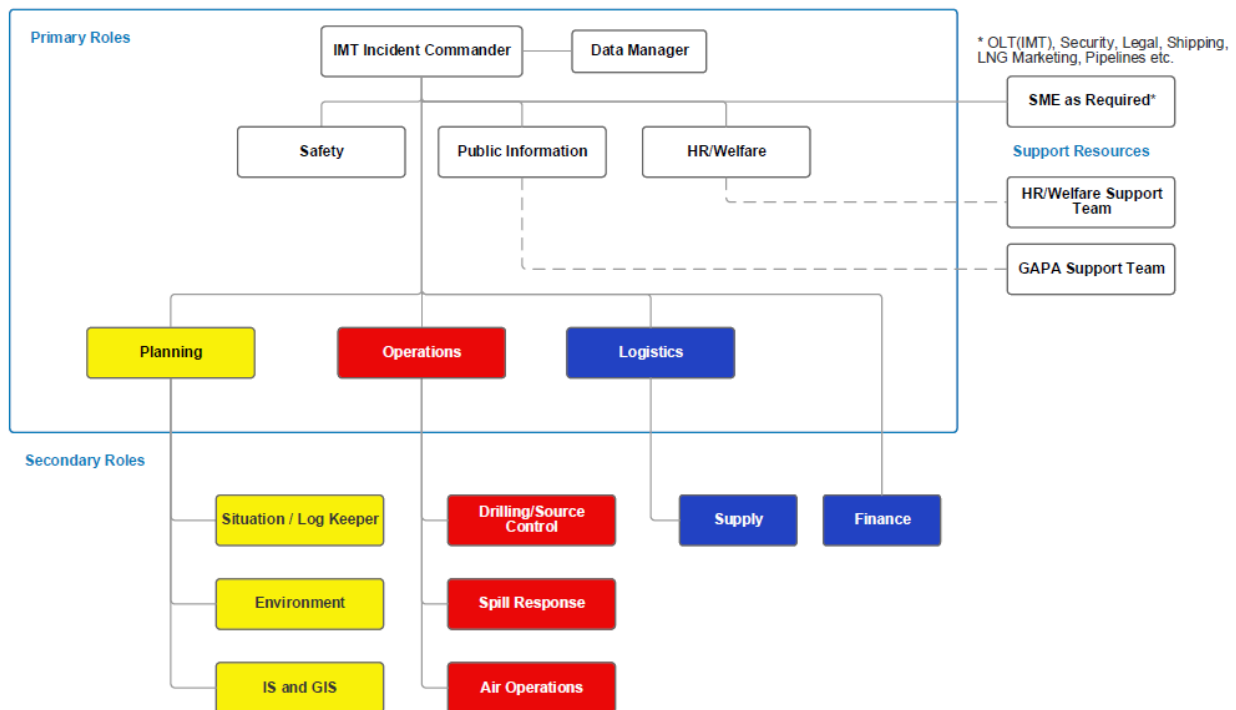 Primary Roles
IMT Incident Commander
Data Manager
* OLT(IMT), Security, Legal, Shipping,
LNG Marketing, Pipelines etc.
SME as Required*
Safety
Public Information
HR/Welfare
Support Resources
HR/Welfare Support
Team
GAPA Support Team
Planning
Operations
Logistics
Secondary Roles
Situation / Log Keeper
Drilling/Source
Control
Supply
Finance
Environment
Spill Response
IS and GIS
Air Operations